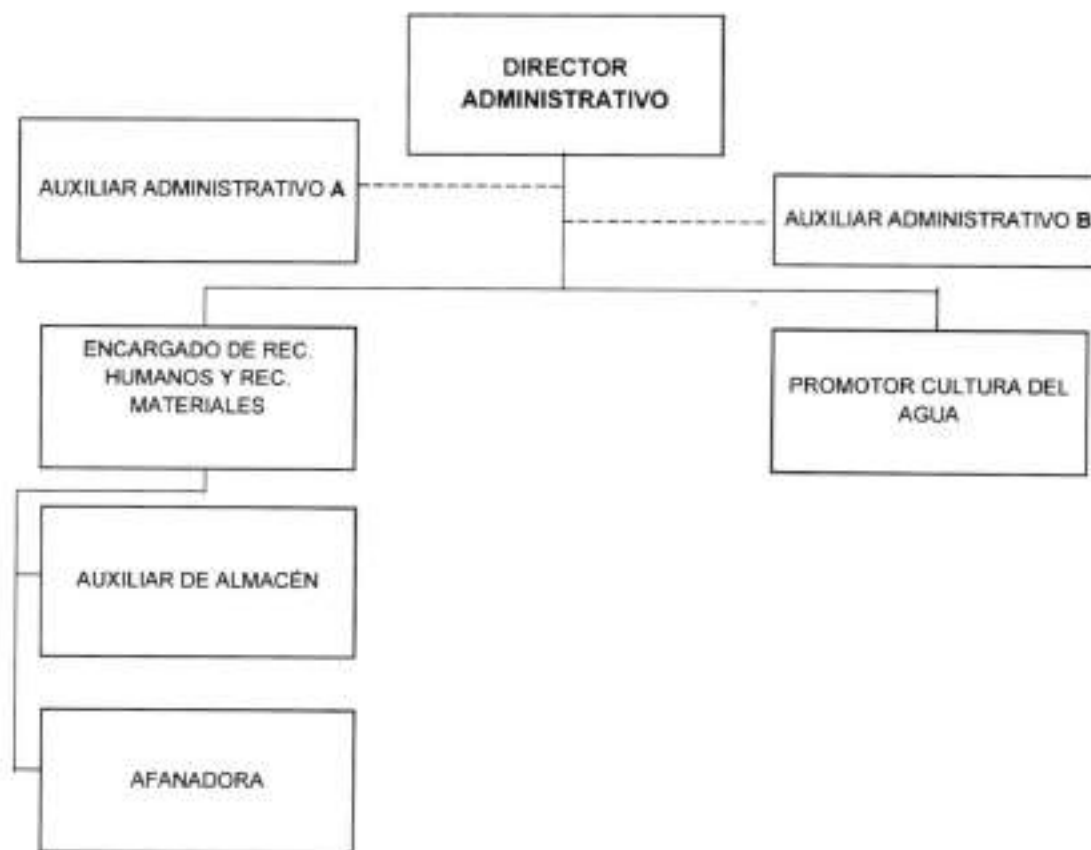 DIRECTOR
ADMINISTRATIVO
AUXILIAR ADMINISTRATIVO A
AUXILIAR ADMINISTRATIVO B
ENCARGADO DE REC.
HUMANOS Y REC.
MATERIALES
PROMOTOR CULTURA DEL
AGUA
AUXILIAR DE ALMACÉN
AFANADORA